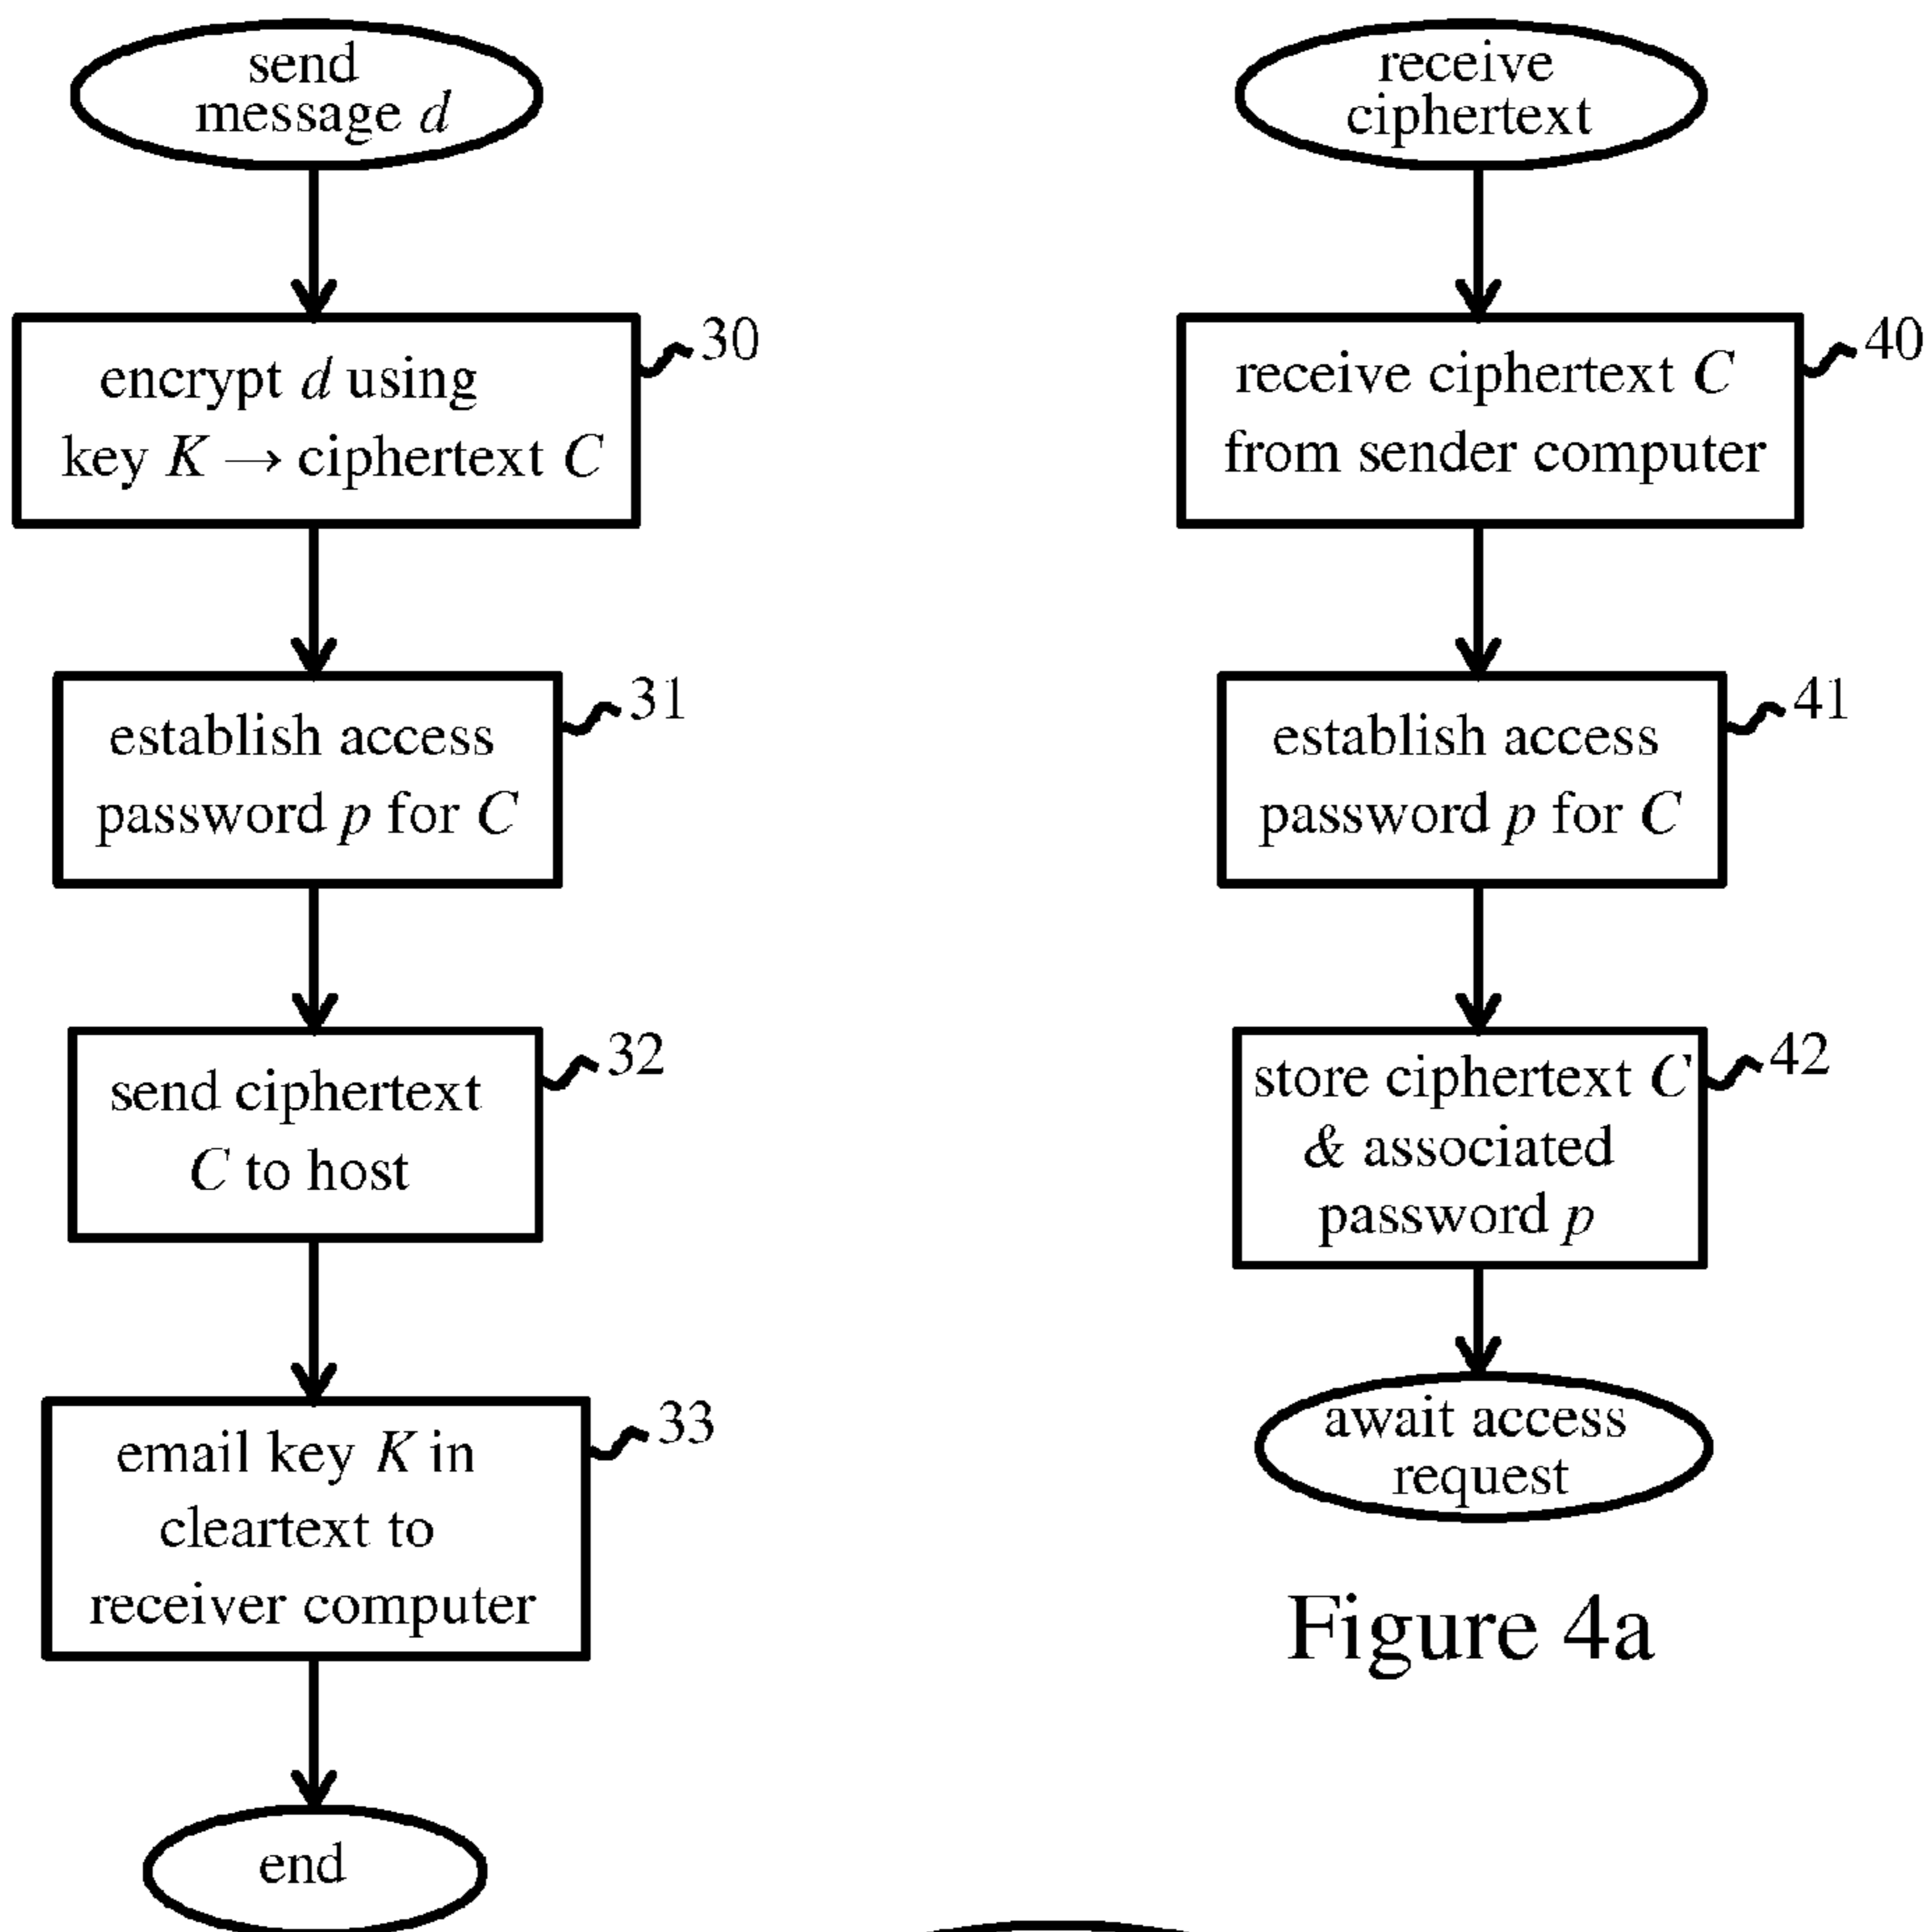 send
message d
encrypt d using
key K → ciphertext C
30
establish access
password p for C
31
send ciphertext
C to host
32
email key K in
cleartext to
receiver computer
33
end
receive
ciphertext
receive ciphertext C
from sender computer
40
establish access
password p for C
41
store ciphertext C
& associated
password p
42
await access
request
Figure 4a